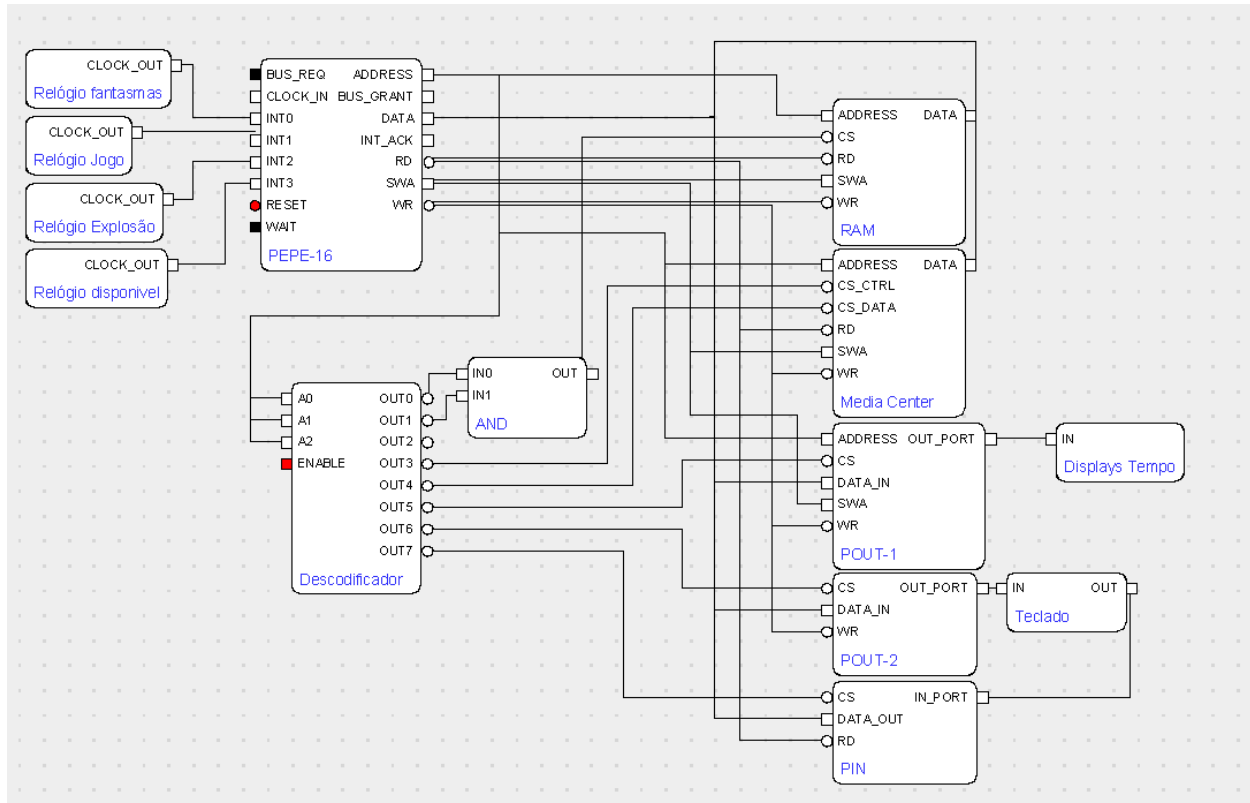 CLOCK_OUT
Relógio fantasmas
CLOCK_OUT
Relógio Jogo
CLOCK_OUT
Relógio Explosão
CLOCK_OUT
Relógio disponivel
BUS_REQ ADDRESS
CLOCK_IN BUS_GRANT
INT0 DATA
INT1 INT_ACK
INT2 RD
INT3 SWA
RESET WR
WAIT
PEPE-16
ADDRESS DATA
CS
RD
SWA
WR
RAM
ADDRESS DATA
CS_CTRL
CS_DATA
RD
SWA
WR
Media Center
A0 OUT0
A1 OUT1
A2 OUT2
ENABLE OUT3
OUT4
OUT5
OUT6
OUT7
Descodificador
IN0 OUT
IN1
AND
ADDRESS OUT_PORT
CS
DATA_IN
SWA
WR
POUT-1
IN
Displays Tempo
CS OUT_PORT
DATA_IN
WR
POUT-2
IN OUT
Teclado
CS IN_PORT
DATA_OUT
RD
PIN